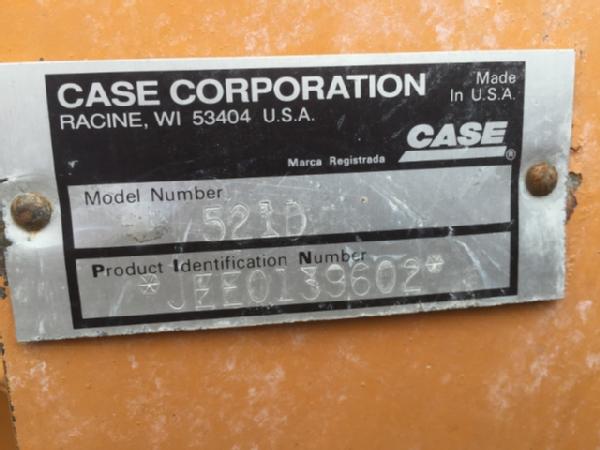 CASE CORPORATION
RACINE, WI 53404 U.S.A.
Made
In U.S.A.
CASE
®
Marca Registrada
Model Number
521D
Product Identification Number
*JEE0139602*